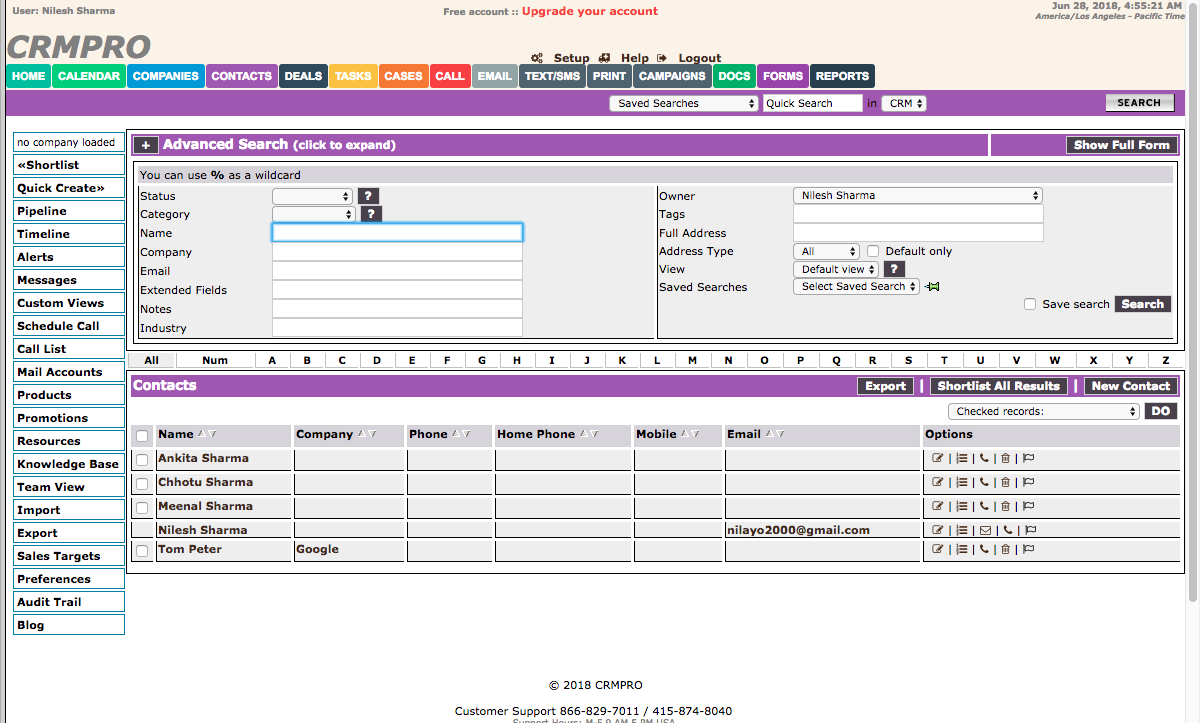 User: Nilesh Sharma
Free account :: Upgrade your account
Jun 28, 2018, 4:55:21 AM
America/Los Angeles - Pacific Time
CRMPRO
Setup Help Logout
HOME CALENDAR COMPANIES CONTACTS DEALS TASKS CASES CALL EMAIL TEXT/SMS PRINT CAMPAIGNS DOCS FORMS REPORTS
Saved Searches Quick Search in CRM SEARCH
no company loaded
«Shortlist
Quick Create»
Pipeline
Timeline
Alerts
Messages
Custom Views
Schedule Call
Call List
Mail Accounts
Products
Promotions
Resources
Knowledge Base
Team View
Import
Export
Sales Targets
Preferences
Audit Trail
Blog
+ Advanced Search (click to expand) Show Full Form
You can use % as a wildcard
Status ?
Category ?
Name
Company
Email
Extended Fields
Notes
Industry
Owner Nilesh Sharma
Tags
Full Address
Address Type All Default only
View Default view ?
Saved Searches Select Saved Search
Save search Search
All Num A B C D E F G H I J K L M N O P Q R S T U V W X Y Z
Contacts Export | Shortlist All Results | New Contact
Checked records: DO
Name Company Phone Home Phone Mobile Email Options
Ankita Sharma
Chhotu Sharma
Meenal Sharma
Nilesh Sharma nilayo2000@gmail.com
Tom Peter Google
© 2018 CRMPRO
Customer Support 866-829-7011 / 415-874-8040
Support Hours: M-F 9 AM-5 PM USA